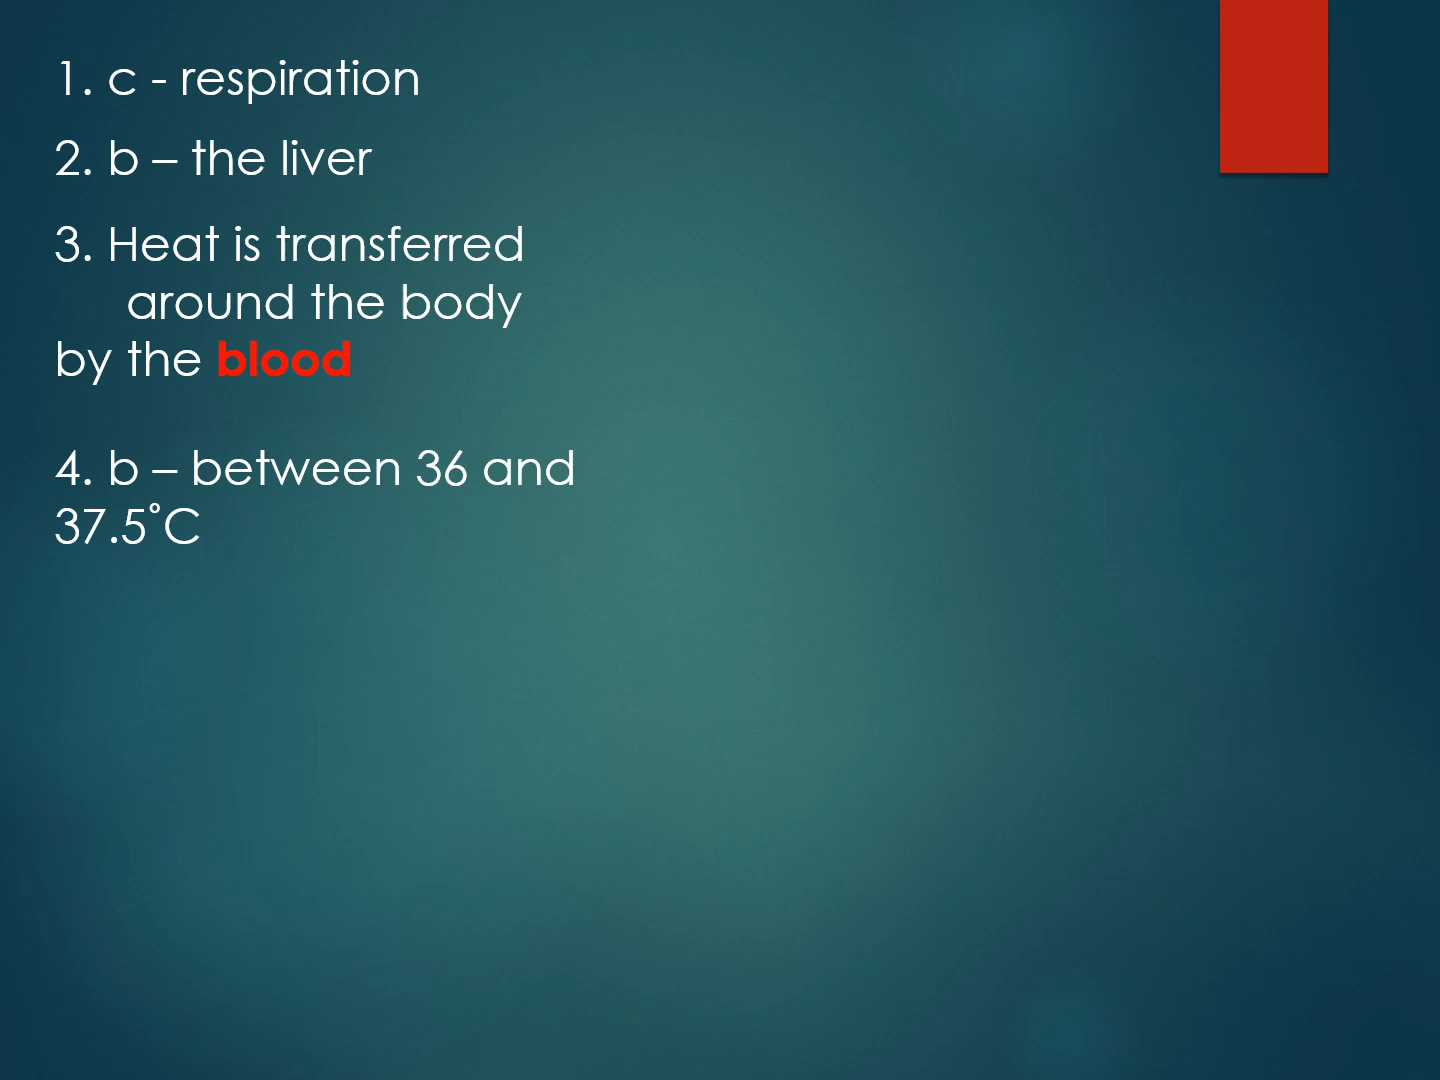 1. c - respiration
2. b – the liver
3. Heat is transferred
around the body
by the blood
4. b – between 36 and
37.5˚C